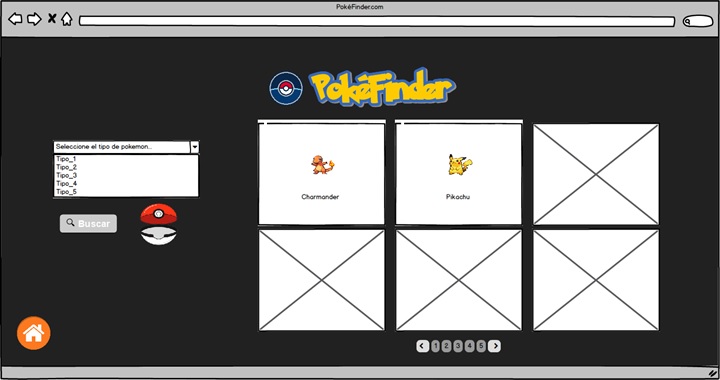 PokéFinder.com
PokéFinder
Seleccione el tipo de pokemon...
Tipo_1
Tipo_2
Tipo_3
Tipo_4
Tipo_5
Buscar
Charmander
Pikachu
1 2 3 4 5